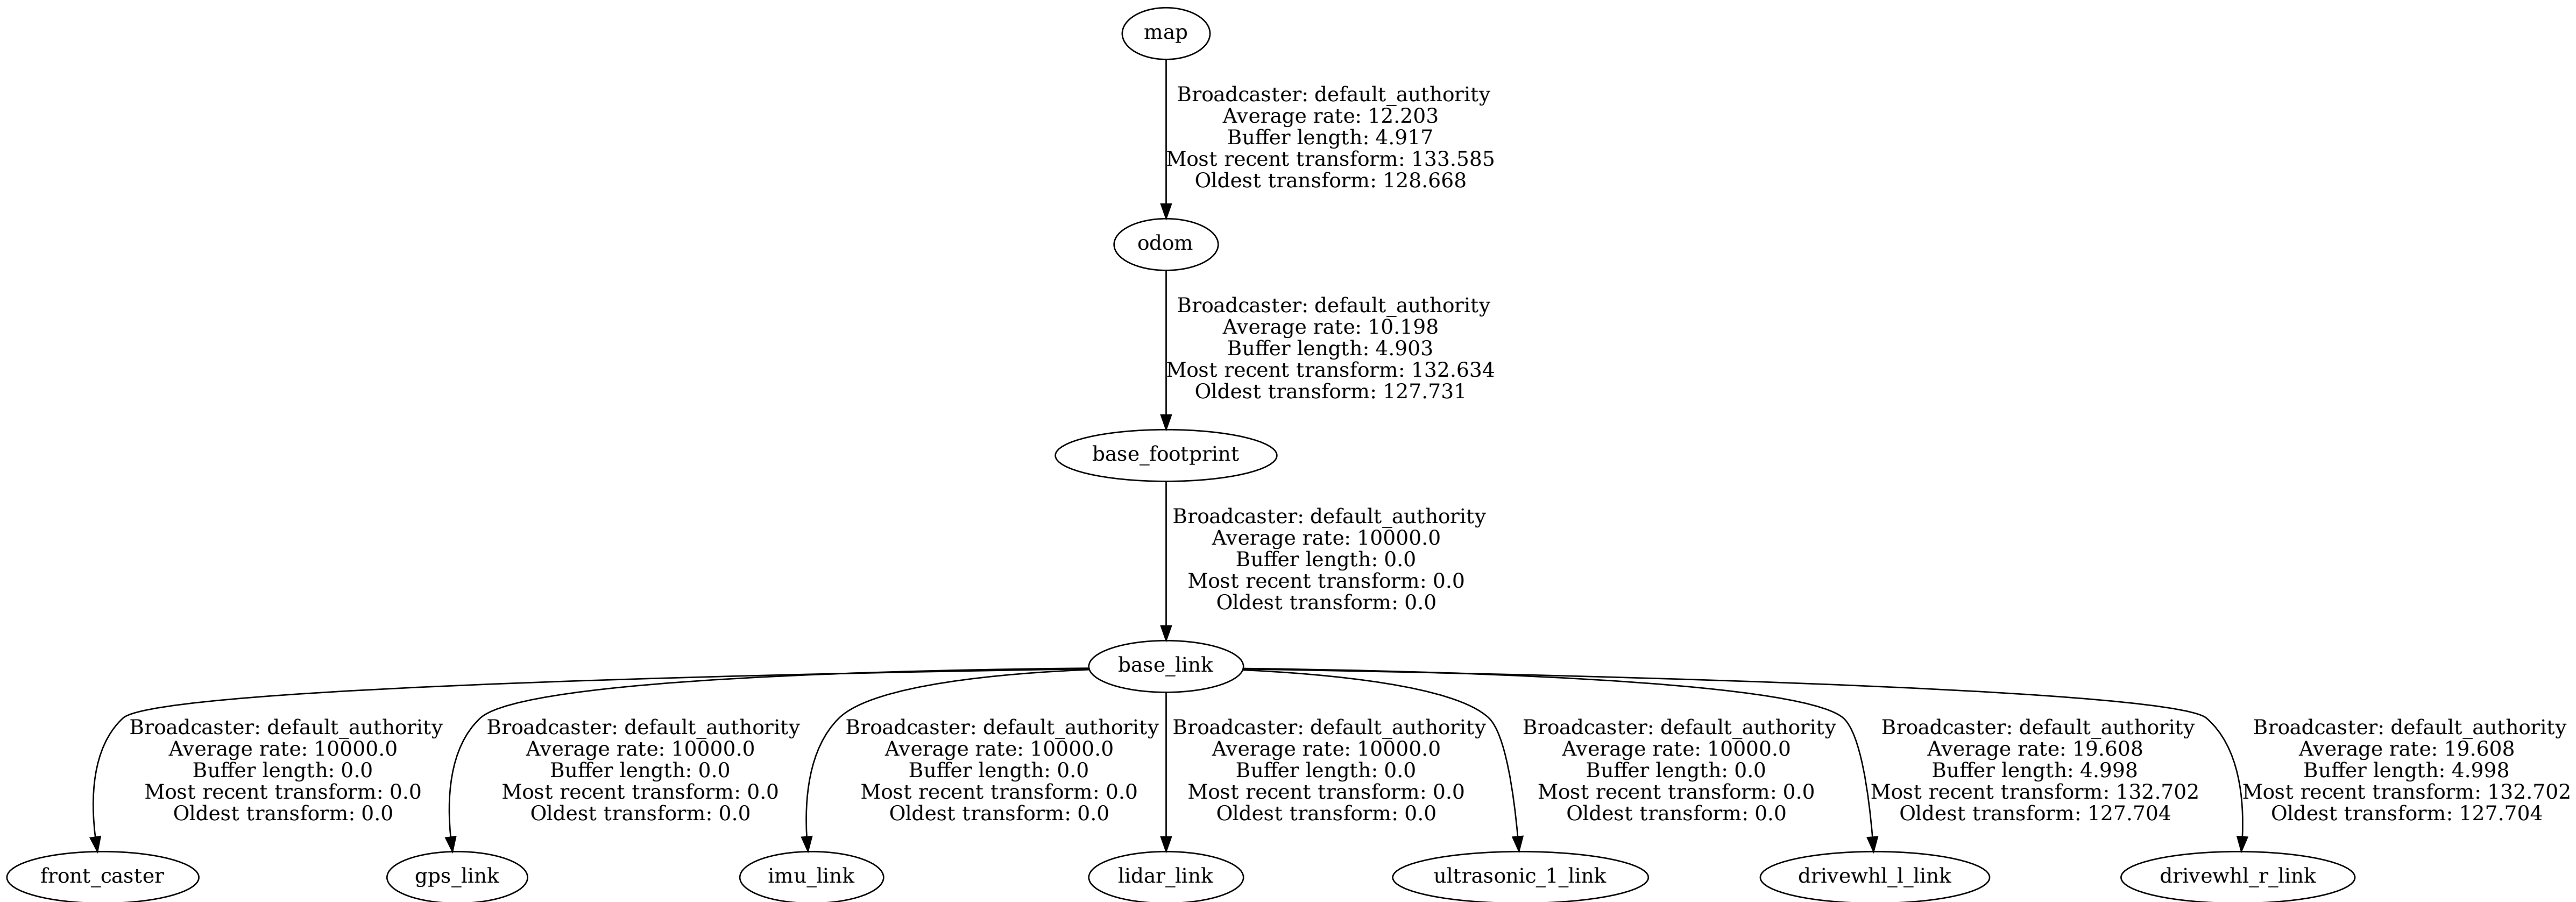 map
Broadcaster: default_authority
Average rate: 12.203
Buffer length: 4.917
Most recent transform: 133.585
Oldest transform: 128.668
odom
Broadcaster: default_authority
Average rate: 10.198
Buffer length: 4.903
Most recent transform: 132.634
Oldest transform: 127.731
base_footprint
Broadcaster: default_authority
Average rate: 10000.0
Buffer length: 0.0
Most recent transform: 0.0
Oldest transform: 0.0
base_link
Broadcaster: default_authority
Average rate: 10000.0
Buffer length: 0.0
Most recent transform: 0.0
Oldest transform: 0.0
Broadcaster: default_authority
Average rate: 10000.0
Buffer length: 0.0
Most recent transform: 0.0
Oldest transform: 0.0
Broadcaster: default_authority
Average rate: 10000.0
Buffer length: 0.0
Most recent transform: 0.0
Oldest transform: 0.0
Broadcaster: default_authority
Average rate: 10000.0
Buffer length: 0.0
Most recent transform: 0.0
Oldest transform: 0.0
Broadcaster: default_authority
Average rate: 10000.0
Buffer length: 0.0
Most recent transform: 0.0
Oldest transform: 0.0
Broadcaster: default_authority
Average rate: 19.608
Buffer length: 4.998
Most recent transform: 132.702
Oldest transform: 127.704
Broadcaster: default_authority
Average rate: 19.608
Buffer length: 4.998
Most recent transform: 132.702
Oldest transform: 127.704
front_caster
gps_link
imu_link
lidar_link
ultrasonic_1_link
drivewhl_l_link
drivewhl_r_link